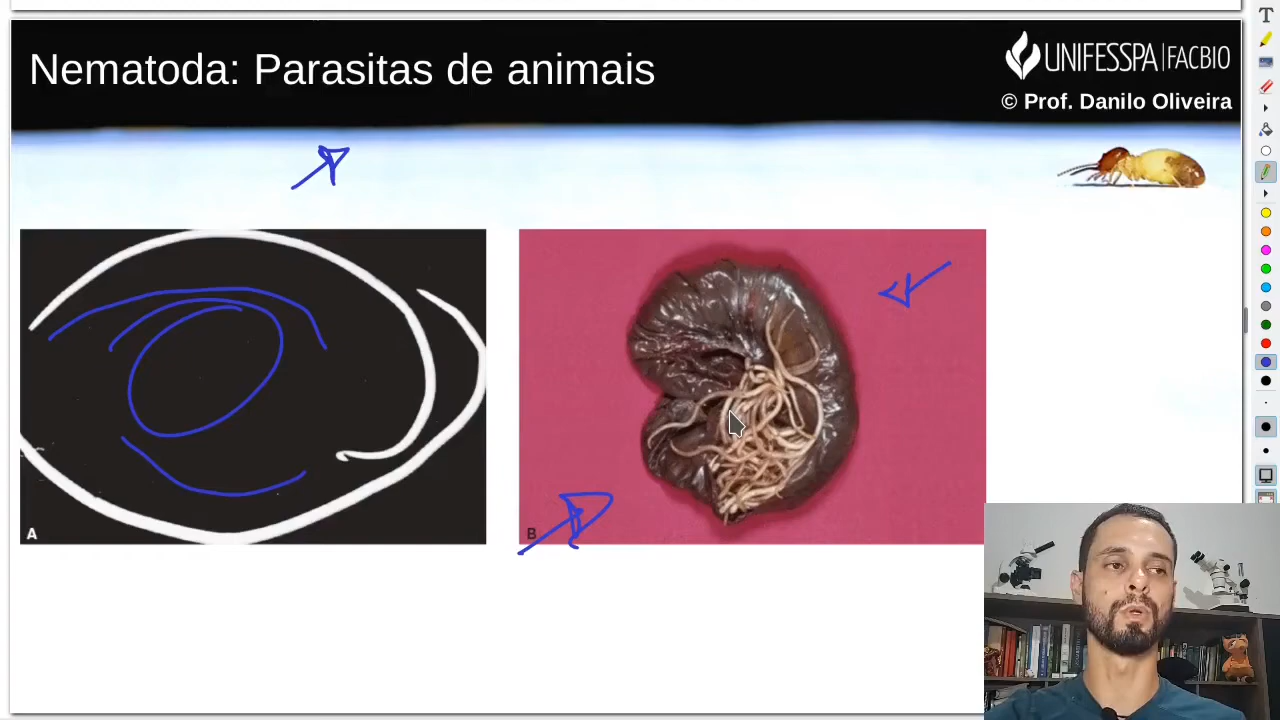 Nematoda: Parasitas de animais
UNIFESSPA|FACBIO
© Prof. Danilo Oliveira
A
B
T